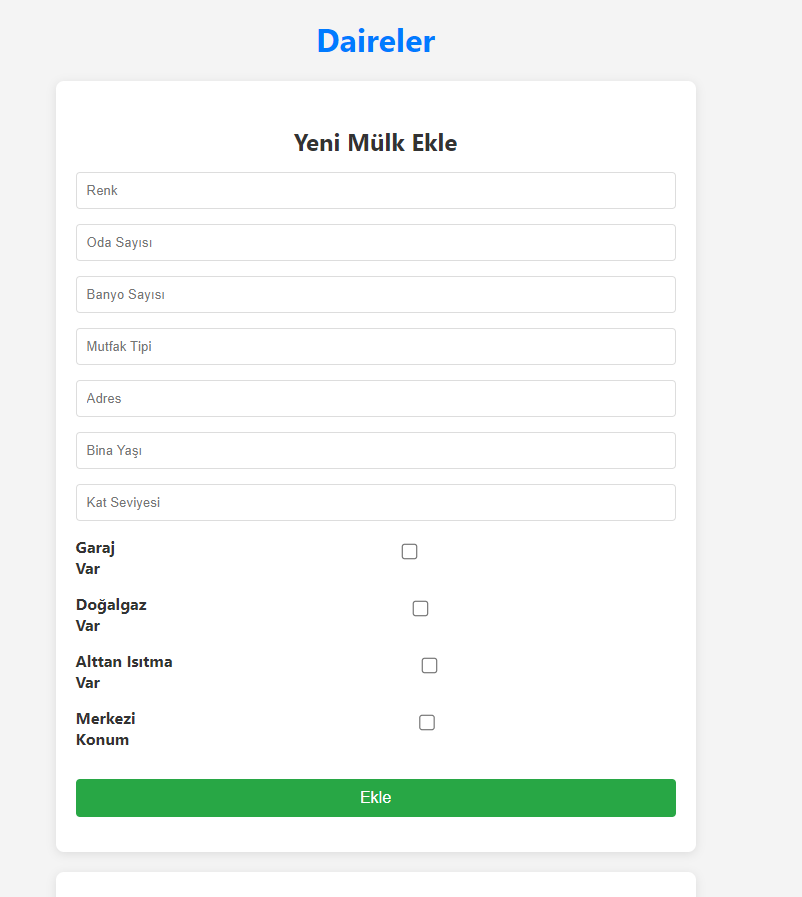 Daireler
Yeni Mülk Ekle
Renk
Oda Sayısı
Banyo Sayısı
Mutfak Tipi
Adres
Bina Yaşı
Kat Seviyesi
Garaj
Var
Doğalgaz
Var
Alttan Isıtma
Var
Merkezi
Konum
Ekle